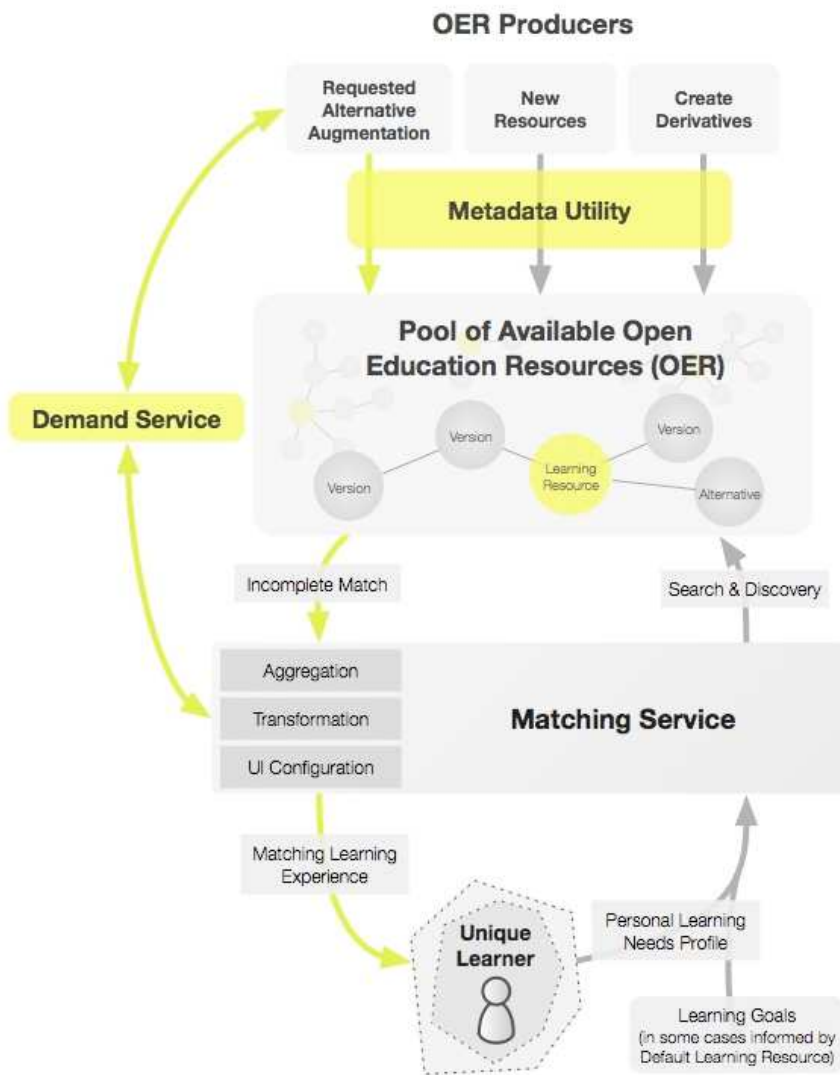 OER Producers
Requested
Alternative
Augmentation
New
Resources
Create
Derivatives
Metadata Utility
Pool of Available Open
Education Resources (OER)
Demand Service
Version
Version
Learning
Resource
Version
Alternative
Incomplete Match
Search & Discovery
Aggregation
Transformation
UI Configuration
Matching Service
Matching Learning
Experience
Unique
Learner
Personal Learning
Needs Profile
Learning Goals
(in some cases informed by
Default Learning Resource)